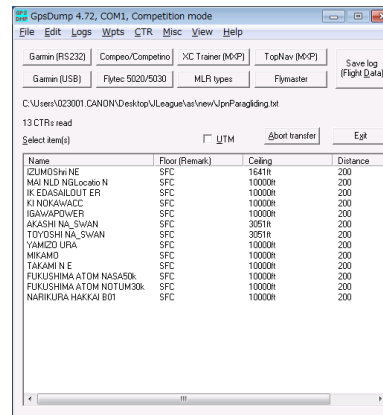 GpsDump 4.72, COM1, Competition mode
File Edit Logs Wpts CTR Misc View Help
Garmin (RS232) Compeo/Competino XC Trainer (MXP) TopNav (MXP) Save log (Flight Data)
Garmin (USB) Flytec 5020/5030 MLR types Flymaster
C:\Users\023001.CANON\Desktop\JLeague\as\new\JpnParagliding.txt
13 CTRs read
Select item(s) UTM Abort transfer Exit
Name Floor (Remark) Ceiling Distance
IZUMOShri NE SFC 1641ft 200
MAI NLD NGLocatio N SFC 10000ft 200
IK EDASAILOUT ER SFC 10000ft 200
KI NOKAWACC SFC 10000ft 200
IGAWAPOWER SFC 10000ft 200
AKASHI NA_SWAN SFC 3051ft 200
TOYOSHI NA_SWAN SFC 3051ft 200
YAMIZO URA SFC 10000ft 200
MIKAMO SFC 10000ft 200
TAKAMI N E SFC 10000ft 200
FUKUSHIMA ATOM NASA50k SFC 10000ft 200
FUKUSHIMA ATOM NOTUM30k SFC 10000ft 200
NARIKURA HAKKAI B01 SFC 10000ft 200